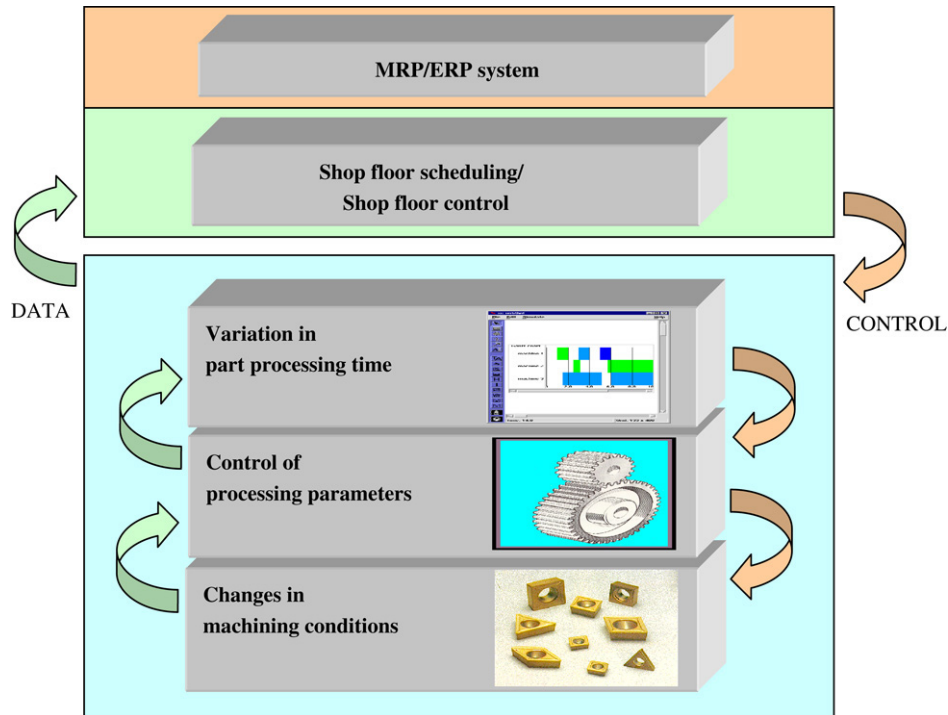 MRP/ERP system
Shop floor scheduling/
Shop floor control
DATA
CONTROL
Variation in
part processing time
Control of
processing parameters
Changes in
machining conditions